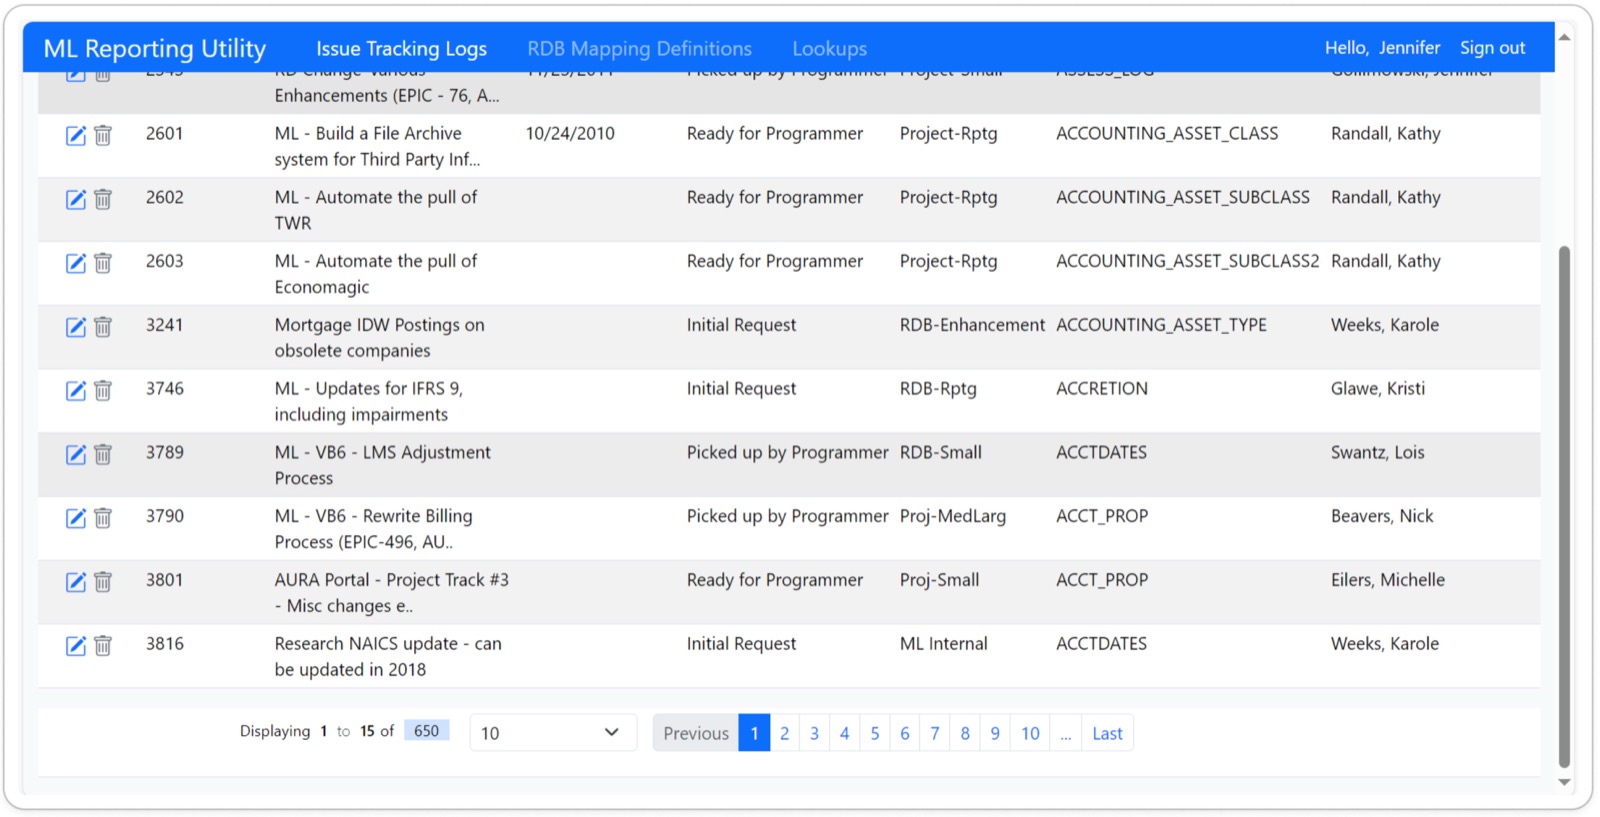 ML Reporting Utility Issue Tracking Logs RDB Mapping Definitions Lookups Hello, Jennifer Sign out
Enhancements (EPIC - 76, A...
2601 ML - Build a File Archive 10/24/2010 Ready for Programmer Project-Rptg ACCOUNTING_ASSET_CLASS Randall, Kathy
system for Third Party Inf...
2602 ML - Automate the pull of Ready for Programmer Project-Rptg ACCOUNTING_ASSET_SUBCLASS Randall, Kathy
TWR
2603 ML - Automate the pull of Ready for Programmer Project-Rptg ACCOUNTING_ASSET_SUBCLASS2 Randall, Kathy
Economagic
3241 Mortgage IDW Postings on Initial Request RDB-Enhancement ACCOUNTING_ASSET_TYPE Weeks, Karole
obsolete companies
3746 ML - Updates for IFRS 9, Initial Request RDB-Rptg ACCRETION Glawe, Kristi
including impairments
3789 ML - VB6 - LMS Adjustment Picked up by Programmer RDB-Small ACCTDATES Swantz, Lois
Process
3790 ML - VB6 - Rewrite Billing Picked up by Programmer Proj-MedLarg ACCT_PROP Beavers, Nick
Process (EPIC-496, AU..
3801 AURA Portal - Project Track #3 Ready for Programmer Proj-Small ACCT_PROP Eilers, Michelle
- Misc changes e..
3816 Research NAICS update - can Initial Request ML Internal ACCTDATES Weeks, Karole
be updated in 2018
Displaying 1 to 15 of 650 10 Previous 1 2 3 4 5 6 7 8 9 10 ... Last